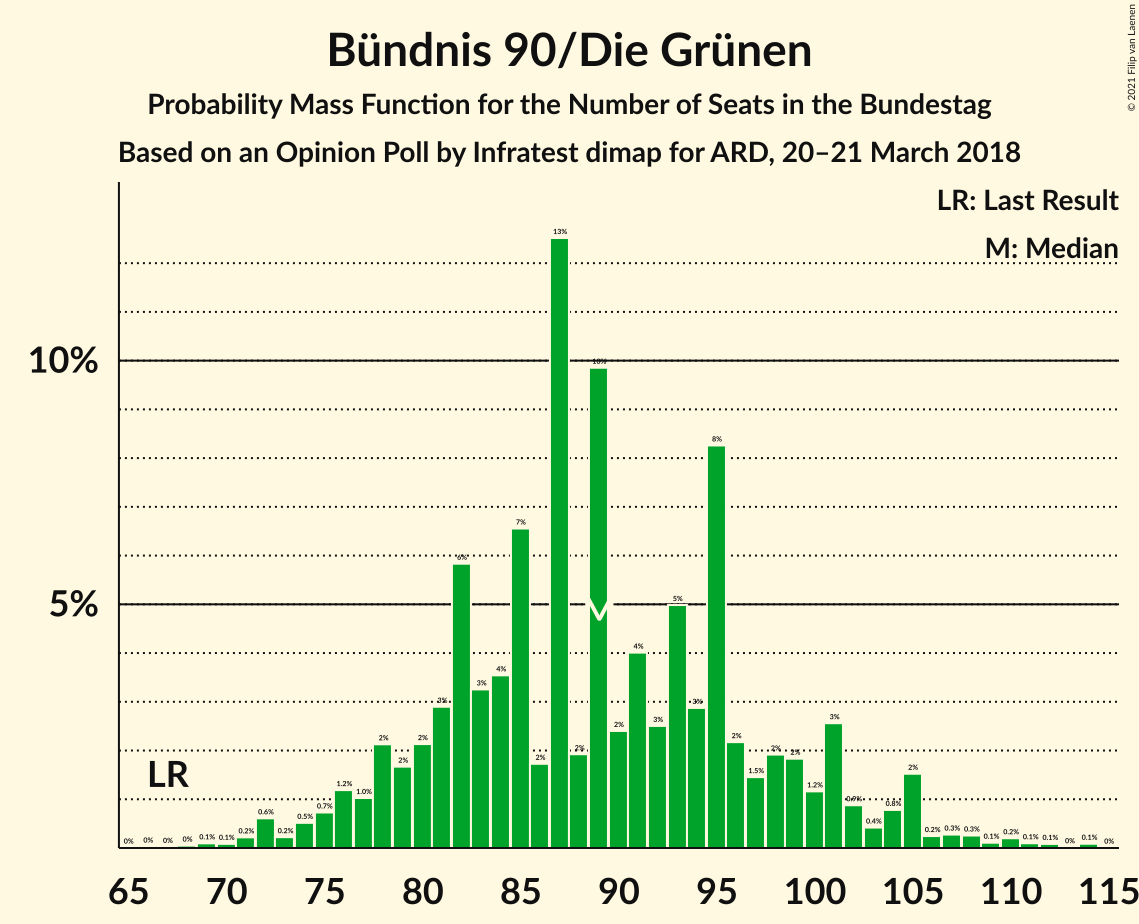 © 2021 Filip van Laenen
Bündnis 90/Die Grünen
Probability Mass Function for the Number of Seats in the Bundestag
Based on an Opinion Poll by Infratest dimap for ARD, 20–21 March 2018
LR: Last Result
M: Median
10%
5%
LR
0% 0% 0% 0% 0.1% 0.1% 0.2% 0.6% 0.2% 0.5% 0.7% 1.2% 1.0% 2% 2% 2% 3% 6% 3% 4% 7% 2% 13% 2% 10% 2% 4% 3% 5% 3% 8% 2% 1.5% 2% 2% 1.2% 3% 0.9% 0.4% 0.8% 2% 0.2% 0.3% 0.3% 0.1% 0.2% 0.1% 0.1% 0% 0.1% 0%
65 70 75 80 85 90 95 100 105 110 115